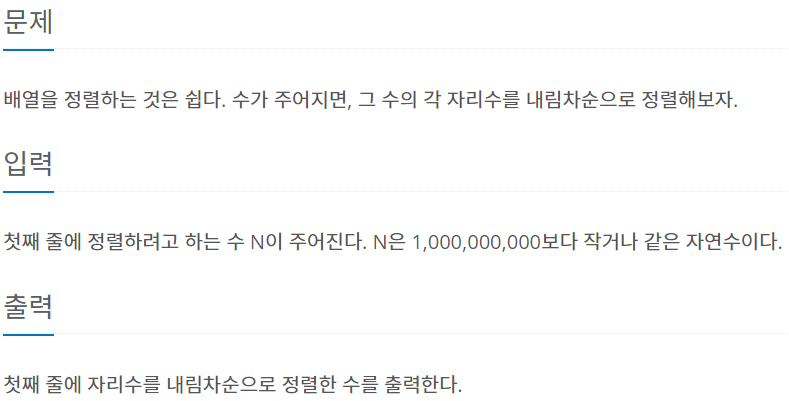 문제
배열을 정렬하는 것은 쉽다. 수가 주어지면, 그 수의 각 자리수를 내림차순으로 정렬해보자.
입력
첫째 줄에 정렬하려고 하는 수 N이 주어진다. N은 1,000,000,000보다 작거나 같은 자연수이다.
출력
첫째 줄에 자리수를 내림차순으로 정렬한 수를 출력한다.